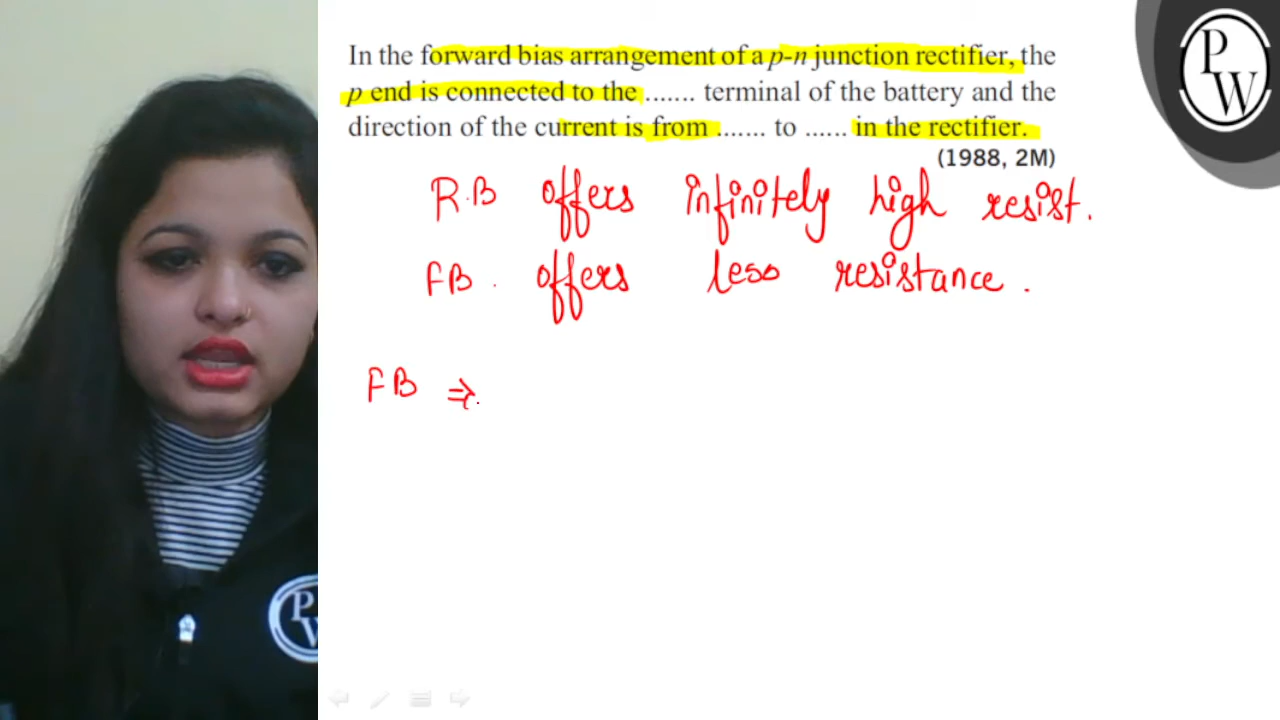 In the forward bias arrangement of a p-n junction rectifier, the
p end is connected to the ....... terminal of the battery and the
direction of the current is from ....... to ...... in the rectifier.
(1988, 2M)
R.B offers infinitely high resist.
FB. offers less resistance.
FB ⇒
P
W
P
W